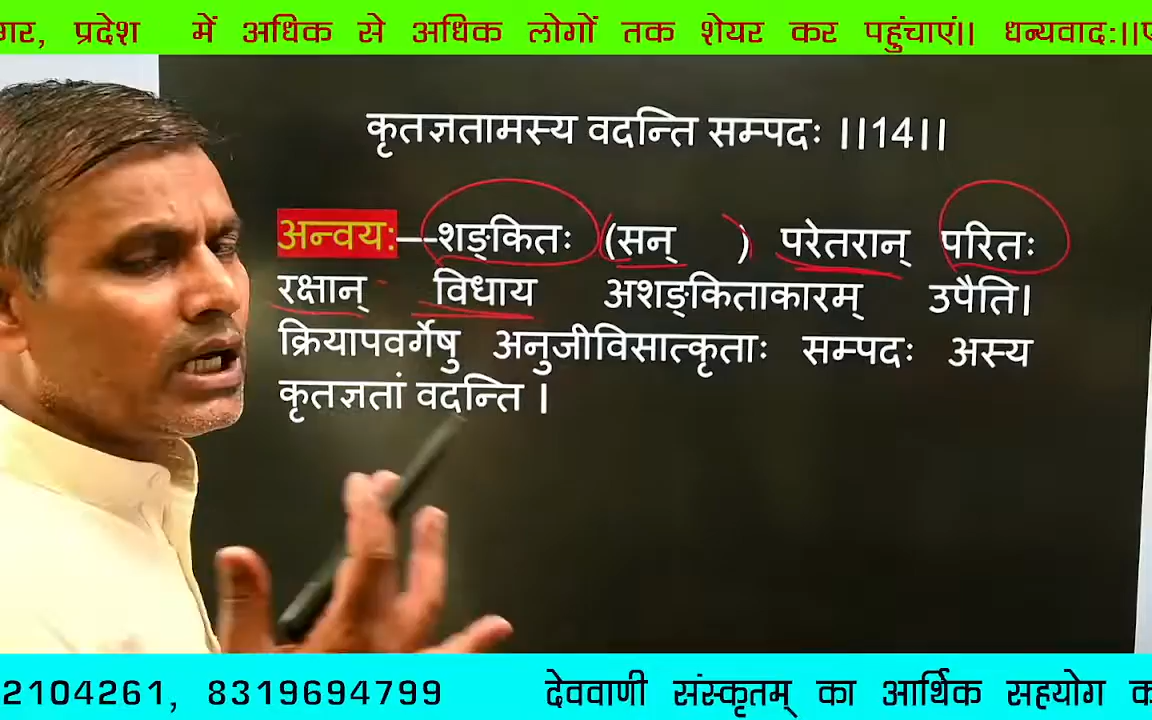 प्रदेश में अधिक से अधिक लोगों तक शेयर कर पहुंचाएं।। धन्यवादः।।
कृतज्ञतामस्य वदन्ति सम्पदः ।।14।।
अन्वयः––शङ्कितः (सन् ) परेतरान् परितः
रक्षान् विधाय अशङ्किताकारम् उपैति।
क्रियापवर्गेषु अनुजीविसात्कृताः सम्पदः अस्य
कृतज्ञतां वदन्ति ।
2104261, 8319694799 देववाणी संस्कृतम् का आर्थिक सहयोग